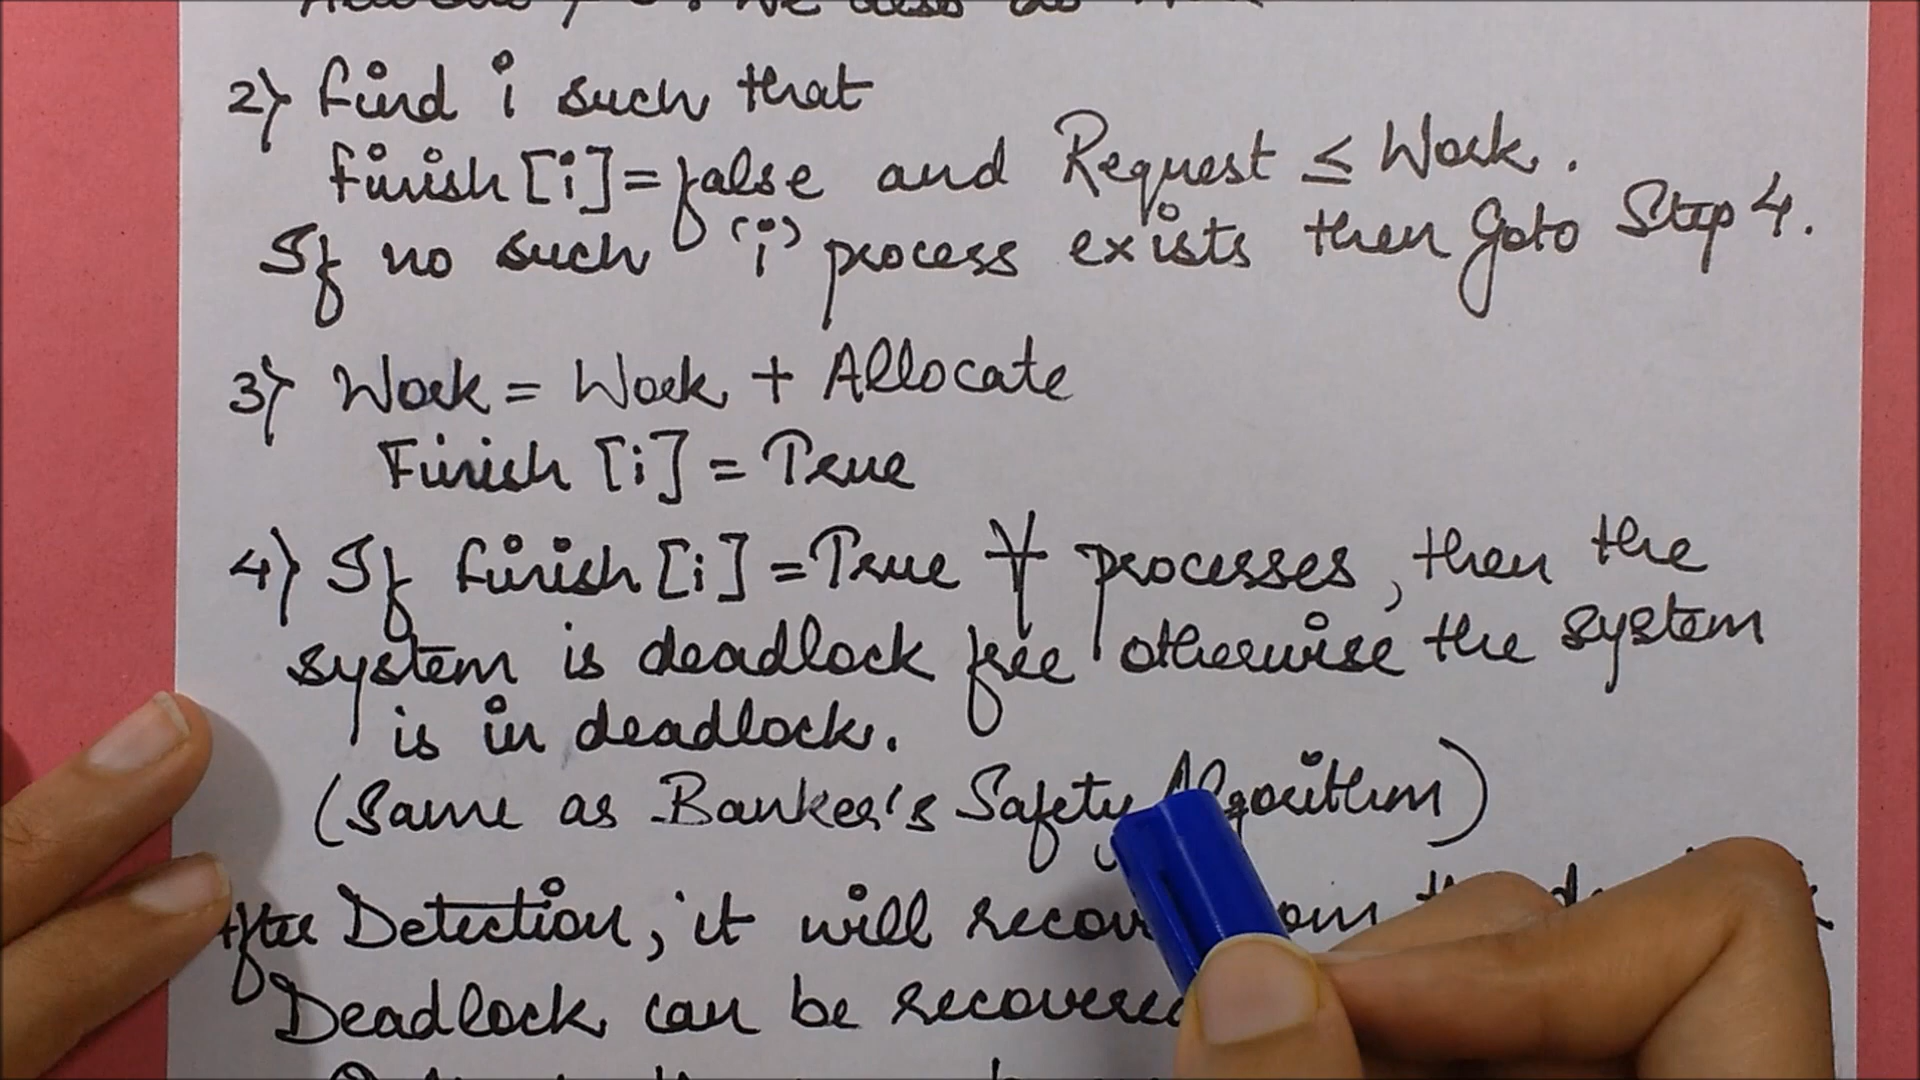 2) find i such that
finish [i] = false and Request ≤ Work.
If no such 'i' process exists then Goto Step 4.
3) Work = Work + Allocate
Finish [i] = True
4) If finish [i] = True ∀ processes, then the
system is deadlock free otherwise the system
is in deadlock.
(Same as Banker's Safety Algorithm)
After Detection, it will
Deadlock can be recovered